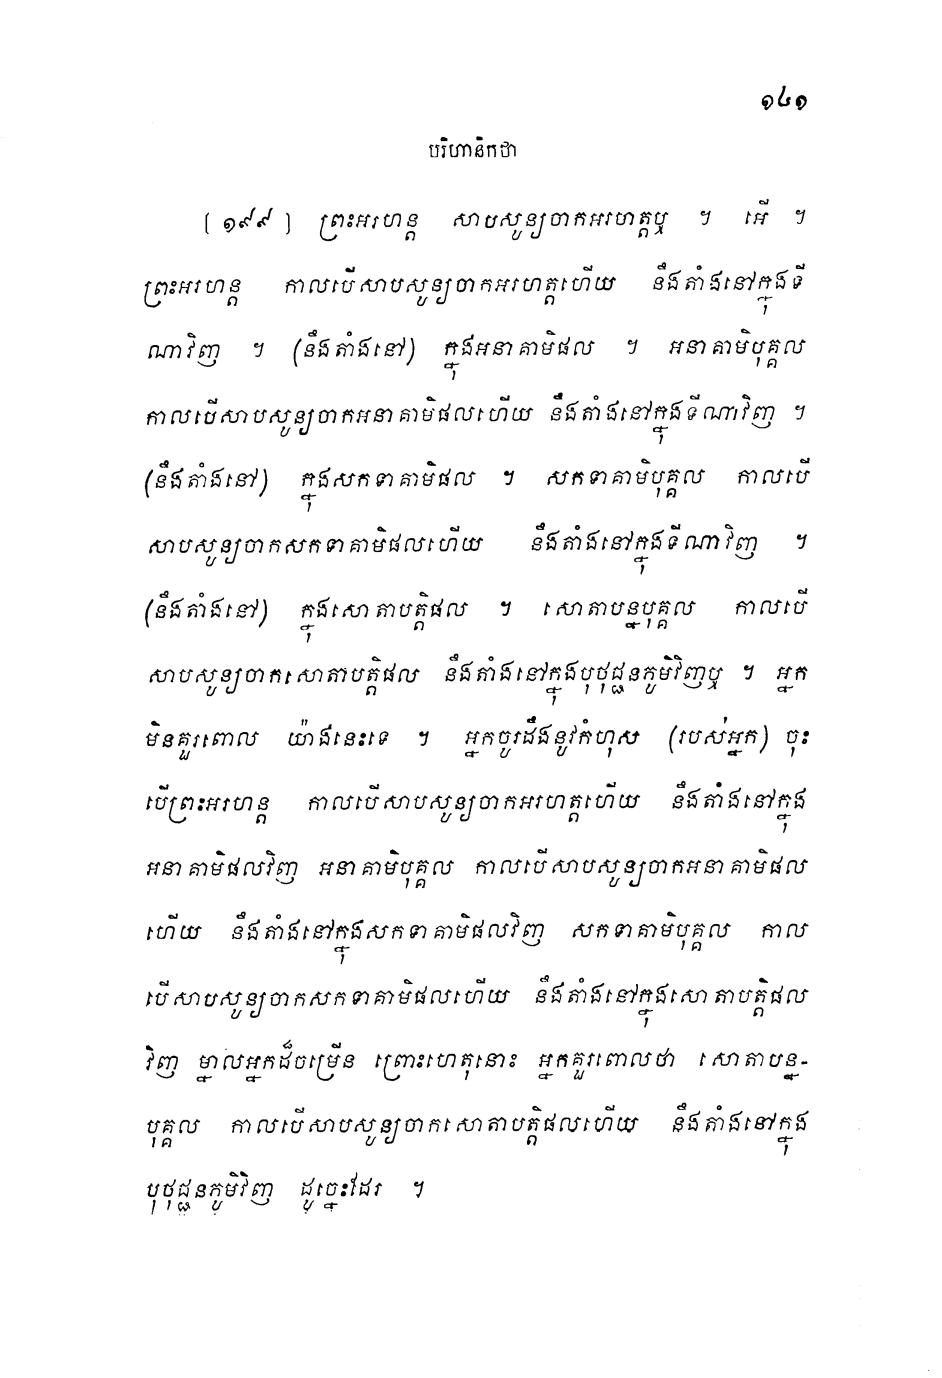 ១៤១
បរិហានិកថា
[១៩៩] ព្រះអរហន្ត សាបសូន្យចាកអរហត្តឬ ។ អើ ។
ព្រះអរហន្ត កាលបើសាបសូន្យចាកអរហត្តហើយ នឹងតាំងនៅក្នុងទី
ណាវិញ ។ (នឹងតាំងនៅ) ក្នុងអនាគាមិផល ។ អនាគាមិបុគ្គល
កាលបើសាបសូន្យចាកអនាគាមិផលហើយ នឹងតាំងនៅក្នុងទីណាវិញ ។
(នឹងតាំងនៅ) ក្នុងសកទាគាមិផល ។ សកទាគាមិបុគ្គល កាលបើ
សាបសូន្យចាកសកទាគាមិផលហើយ នឹងតាំងនៅក្នុងទីណាវិញ ។
(នឹងតាំងនៅ) ក្នុងសោតាបត្តិផល ។ សោតាបន្នបុគ្គល កាលបើ
សាបសូន្យចាកសោតាបត្តិផល នឹងតាំងនៅក្នុងបុថុជ្ជនភូមិវិញឬ ។ អ្នក
មិនគួរពោល យ៉ាងនេះទេ ។ អ្នកចូរដឹងនូវកំហុស (របស់អ្នក) ចុះ
បើព្រះអរហន្ត កាលបើសាបសូន្យចាកអរហត្តហើយ នឹងតាំងនៅក្នុង
អនាគាមិផលវិញ អនាគាមិបុគ្គល កាលបើសាបសូន្យចាកអនាគាមិផល
ហើយ នឹងតាំងនៅក្នុងសកទាគាមិផលវិញ សកទាគាមិបុគ្គល កាល
បើសាបសូន្យចាកសកទាគាមិផលហើយ នឹងតាំងនៅក្នុងសោតាបត្តិផល
វិញ ម្នាលអ្នកដ៏ចម្រើន ព្រោះហេតុនោះ អ្នកគួរពោលថា សោតាបន្ន-
បុគ្គល កាលបើសាបសូន្យចាកសោតាបត្តិផលហើយ នឹងតាំងនៅក្នុង
បុថុជ្ជនភូមិវិញ ដូច្នេះដែរ ។